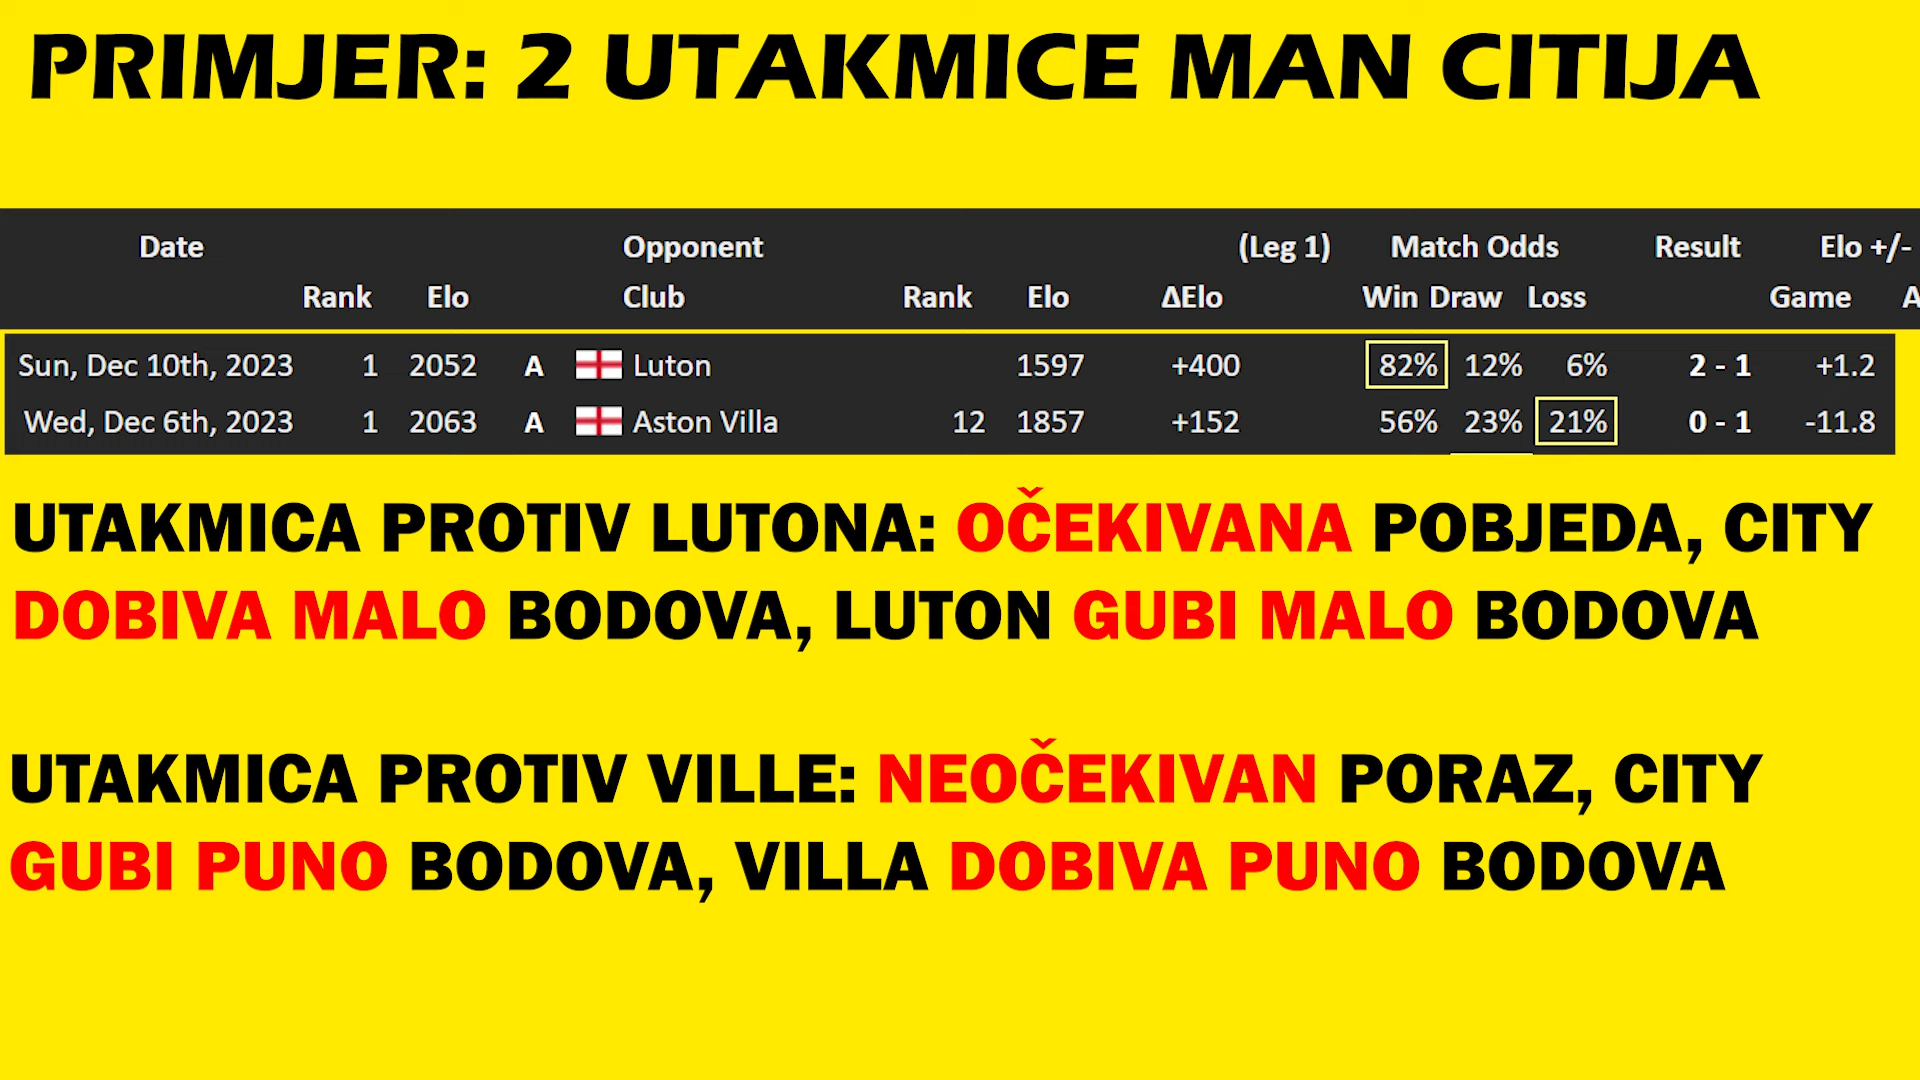 PRIMJER: 2 UTAKMICE MAN CITIJA
Date Opponent (Leg 1) Match Odds Result Elo +/-
Rank Elo Club Rank Elo ΔElo Win Draw Loss Game A
Sun, Dec 10th, 2023 1 2052 A Luton 1597 +400 82% 12% 6% 2 - 1 +1.2
Wed, Dec 6th, 2023 1 2063 A Aston Villa 12 1857 +152 56% 23% 21% 0 - 1 -11.8
UTAKMICA PROTIV LUTONA: OČEKIVANA POBJEDA, CITY
DOBIVA MALO BODOVA, LUTON GUBI MALO BODOVA
UTAKMICA PROTIV VILLE: NEOČEKIVAN PORAZ, CITY
GUBI PUNO BODOVA, VILLA DOBIVA PUNO BODOVA